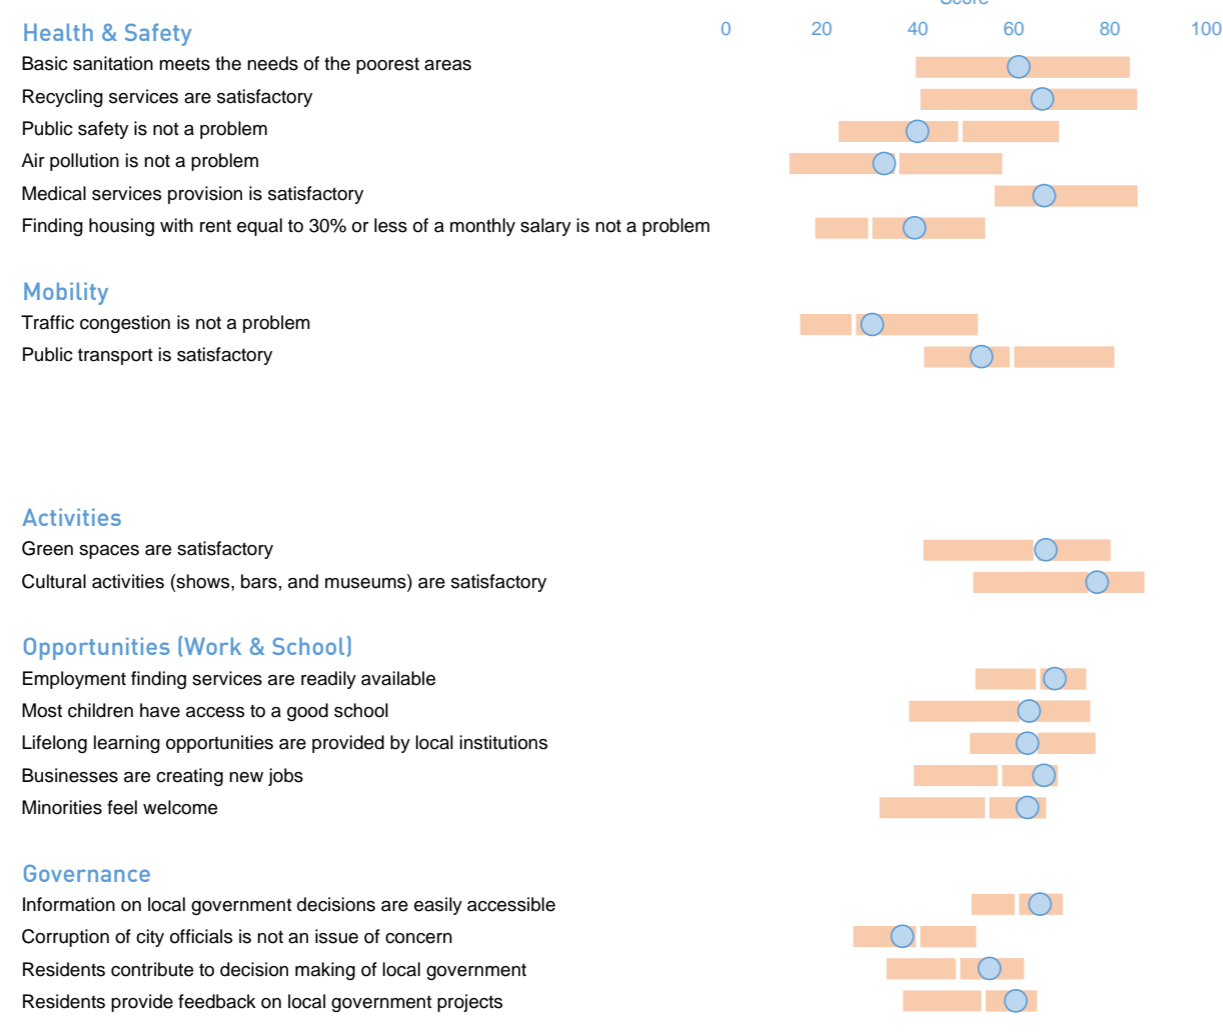 Score
Health & Safety
0 20 40 60 80 100
Basic sanitation meets the needs of the poorest areas
Recycling services are satisfactory
Public safety is not a problem
Air pollution is not a problem
Medical services provision is satisfactory
Finding housing with rent equal to 30% or less of a monthly salary is not a problem
Mobility
Traffic congestion is not a problem
Public transport is satisfactory
Activities
Green spaces are satisfactory
Cultural activities (shows, bars, and museums) are satisfactory
Opportunities (Work & School)
Employment finding services are readily available
Most children have access to a good school
Lifelong learning opportunities are provided by local institutions
Businesses are creating new jobs
Minorities feel welcome
Governance
Information on local government decisions are easily accessible
Corruption of city officials is not an issue of concern
Residents contribute to decision making of local government
Residents provide feedback on local government projects